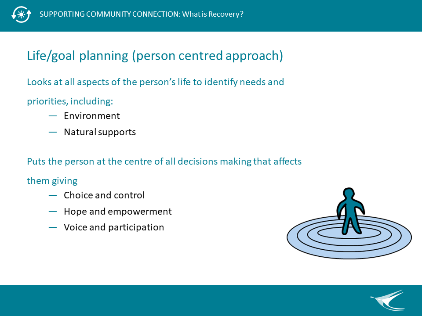 SUPPORTING COMMUNITY CONNECTION: What is Recovery?
Life/goal planning (person centred approach)
Looks at all aspects of the person's life to identify needs and
priorities, including:
— Environment
— Natural supports
Puts the person at the centre of all decisions making that affects
them giving
— Choice and control
— Hope and empowerment
— Voice and participation